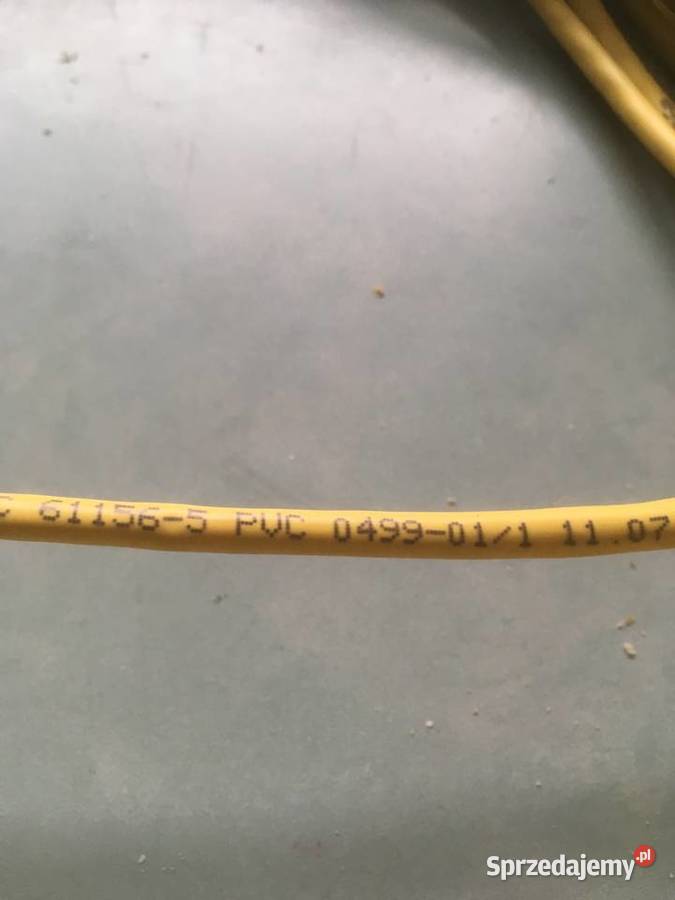 C 61156-5 PVC 0499-01/1 11.07
Sprzedajemy.pl